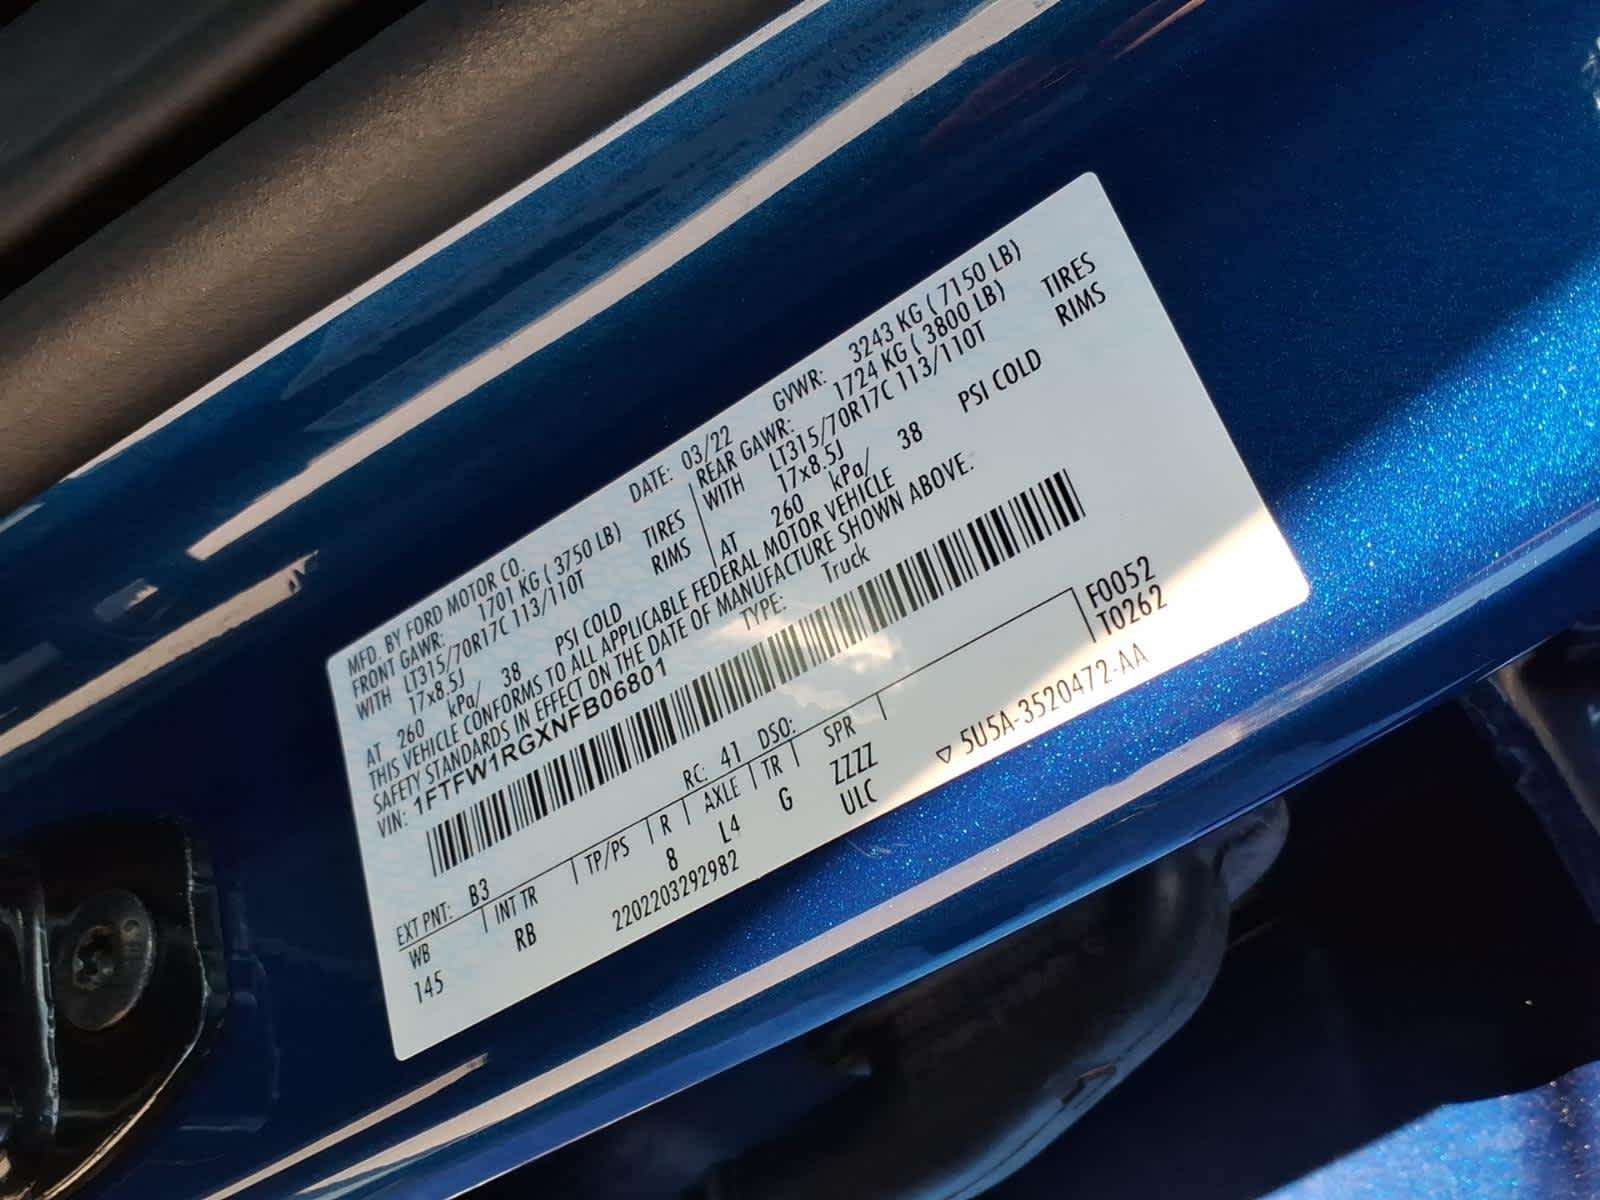 MFD. BY FORD MOTOR CO.
DATE: 03/22 GVWR: 3243 KG ( 7150 LB)
FRONT GAWR: 1701 KG ( 3750 LB) REAR GAWR: 1724 KG ( 3800 LB)
WITH LT315/70R17C 113/110T TIRES WITH LT315/70R17C 113/110T TIRES
17x8.5J RIMS 17x8.5J RIMS
AT 260 kPa/ 38 PSI COLD AT 260 kPa/ 38 PSI COLD
THIS VEHICLE CONFORMS TO ALL APPLICABLE FEDERAL MOTOR VEHICLE
SAFETY STANDARDS IN EFFECT ON THE DATE OF MANUFACTURE SHOWN ABOVE.
VIN: 1FTFW1RGXNFB06801 TYPE: Truck
EXT PNT: B3 RC: 41 DSO: F0052
WB INT TR TP/PS R AXLE TR SPR T0262
145 RB 8 L4 G ZZZZ
2202203292982 ULC ▽ 5U5A-3520472-AA